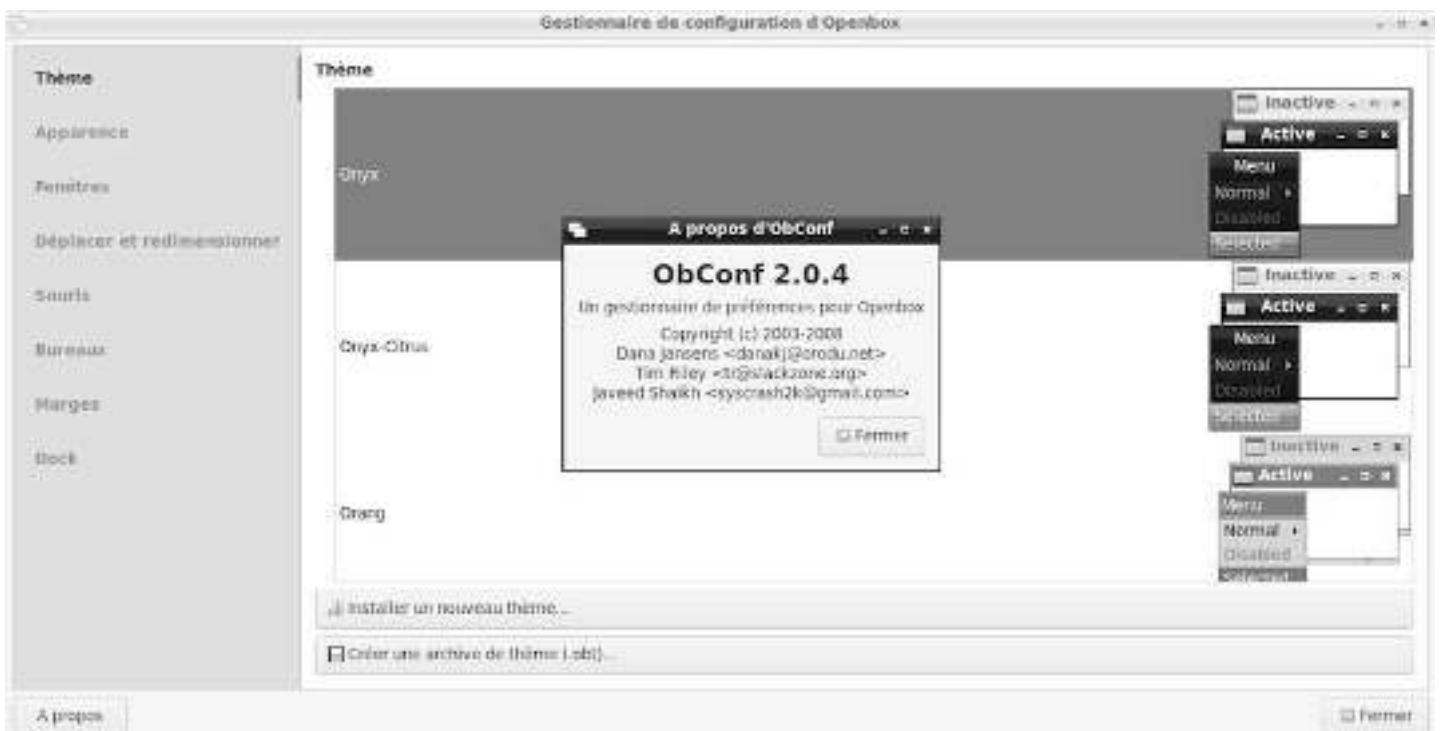 Gestionnaire de configuration d'Openbox
Thème
Apparence
Fenêtres
Déplacer et redimensionner
Souris
Bureaux
Marges
Dock
Thème
Onyx
Inactive
Active
Menu
Normal
Disabled
Selected
Onyx-Citrus
Inactive
Active
Menu
Normal
Disabled
Selected
Orang
Inactive
Active
Menu
Normal
Disabled
Selected
A propos d'ObConf
ObConf 2.0.4
Un gestionnaire de préférences pour Openbox
Copyright (c) 2003-2008
Dana Jansens <danakj@orodu.net>
Tim Riley <tr@slackzone.org>
Javeed Shaikh <syscrash2k@gmail.com>
Fermer
Installer un nouveau thème...
Créer une archive de thème (.obt)...
A propos
Fermer